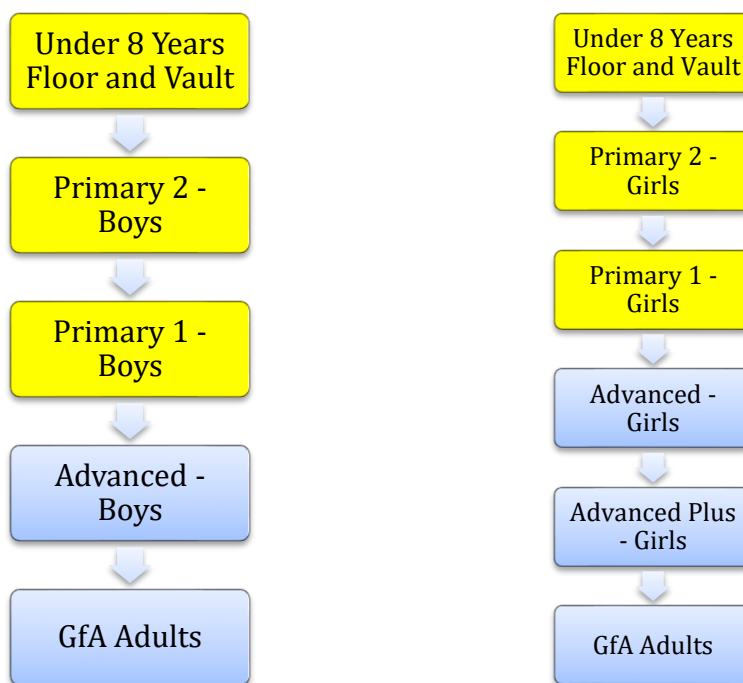 Under 8 Years
Floor and Vault
Primary 2 -
Boys
Primary 1 -
Boys
Advanced -
Boys
GfA Adults
Under 8 Years
Floor and Vault
Primary 2 -
Girls
Primary 1 -
Girls
Advanced -
Girls
Advanced Plus
- Girls
GfA Adults